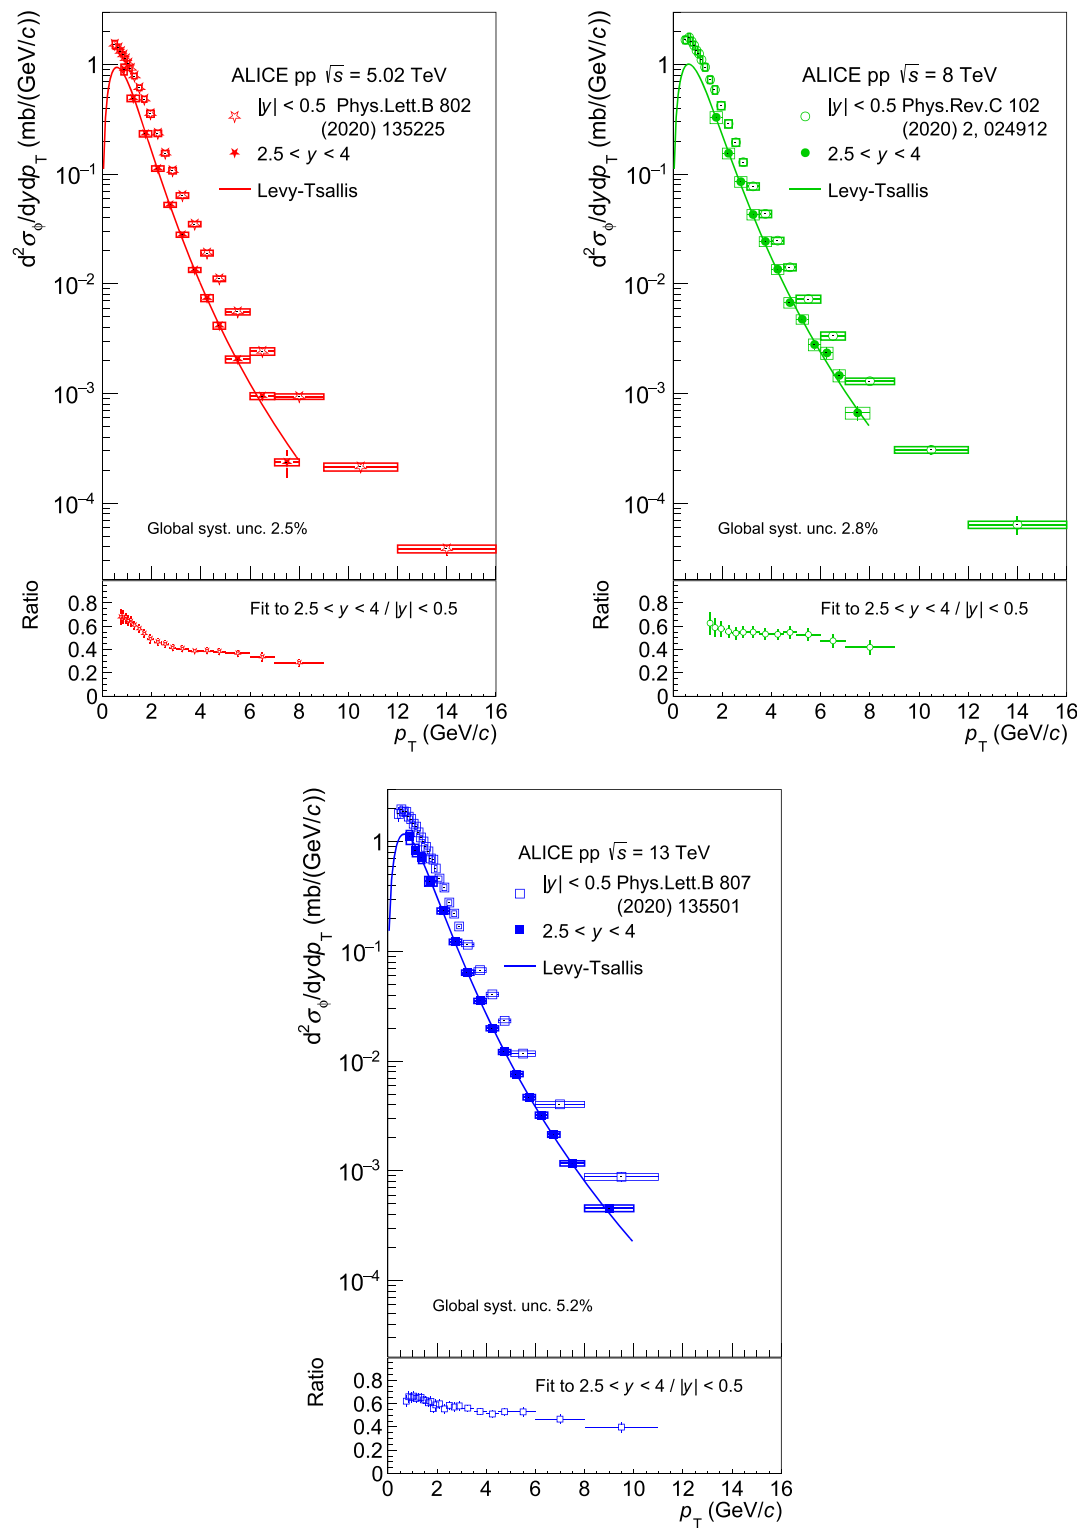 d²σϕ/dydpT (mb/(GeV/c))
1
10⁻¹
10⁻²
10⁻³
10⁻⁴
ALICE pp √s = 5.02 TeV
|y| < 0.5 Phys.Lett.B 802
(2020) 135225
2.5 < y < 4
Levy-Tsallis
Global syst. unc. 2.5%
Ratio
0.8
0.6
0.4
0.2
0
Fit to 2.5 < y < 4 / |y| < 0.5
0 2 4 6 8 10 12 14 16
pT (GeV/c)
d²σϕ/dydpT (mb/(GeV/c))
1
10⁻¹
10⁻²
10⁻³
10⁻⁴
ALICE pp √s = 8 TeV
|y| < 0.5 Phys.Rev.C 102
(2020) 2, 024912
2.5 < y < 4
Levy-Tsallis
Global syst. unc. 2.8%
Ratio
0.8
0.6
0.4
0.2
0
Fit to 2.5 < y < 4 / |y| < 0.5
0 2 4 6 8 10 12 14 16
pT (GeV/c)
d²σϕ/dydpT (mb/(GeV/c))
1
10⁻¹
10⁻²
10⁻³
10⁻⁴
ALICE pp √s = 13 TeV
|y| < 0.5 Phys.Lett.B 807
(2020) 135501
2.5 < y < 4
Levy-Tsallis
Global syst. unc. 5.2%
Ratio
0.8
0.6
0.4
0.2
0
Fit to 2.5 < y < 4 / |y| < 0.5
0 2 4 6 8 10 12 14 16
pT (GeV/c)